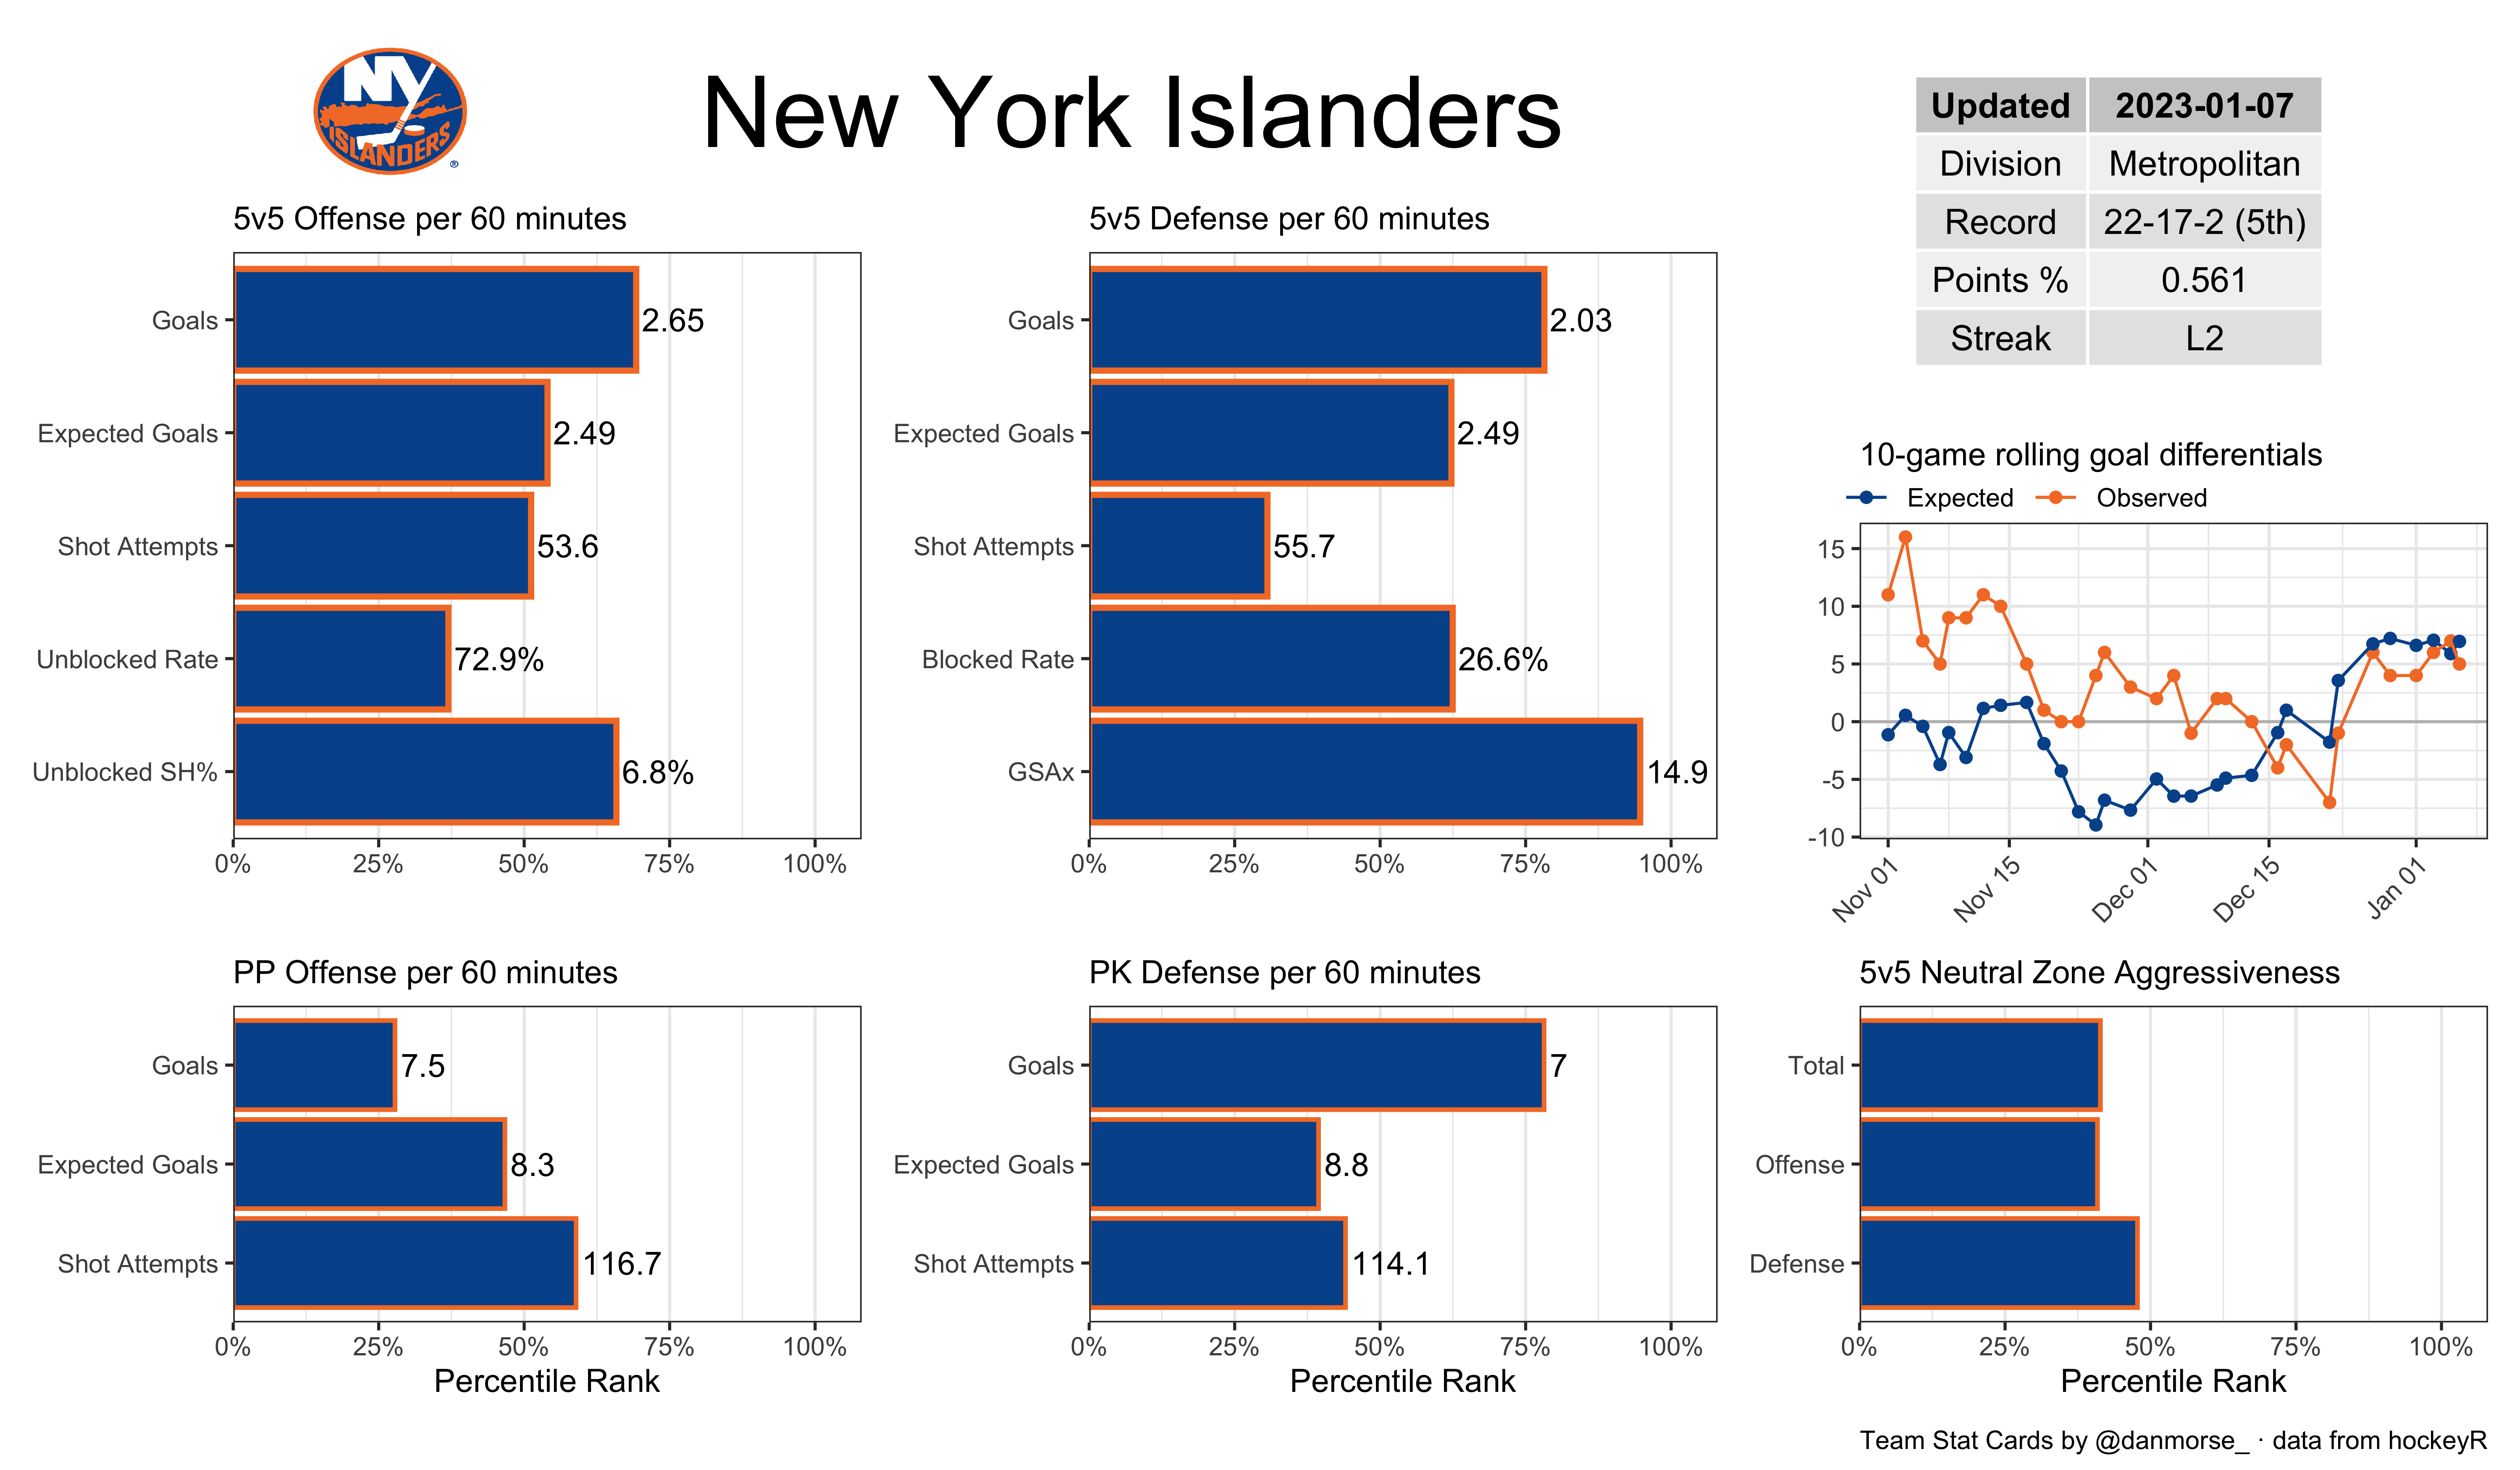 NY
ISLANDERS
®
New York Islanders
Updated 2023-01-07
Division Metropolitan
Record 22-17-2 (5th)
Points % 0.561
Streak L2
5v5 Offense per 60 minutes
Goals 2.65
Expected Goals 2.49
Shot Attempts 53.6
Unblocked Rate 72.9%
Unblocked SH% 6.8%
0% 25% 50% 75% 100%
5v5 Defense per 60 minutes
Goals 2.03
Expected Goals 2.49
Shot Attempts 55.7
Blocked Rate 26.6%
GSAx 14.9
0% 25% 50% 75% 100%
10-game rolling goal differentials
Expected Observed
15
10
5
0
-5
-10
Nov 01 Nov 15 Dec 01 Dec 15 Jan 01
PP Offense per 60 minutes
Goals 7.5
Expected Goals 8.3
Shot Attempts 116.7
0% 25% 50% 75% 100%
Percentile Rank
PK Defense per 60 minutes
Goals 7
Expected Goals 8.8
Shot Attempts 114.1
0% 25% 50% 75% 100%
Percentile Rank
5v5 Neutral Zone Aggressiveness
Total
Offense
Defense
0% 25% 50% 75% 100%
Percentile Rank
Team Stat Cards by @danmorse_ · data from hockeyR